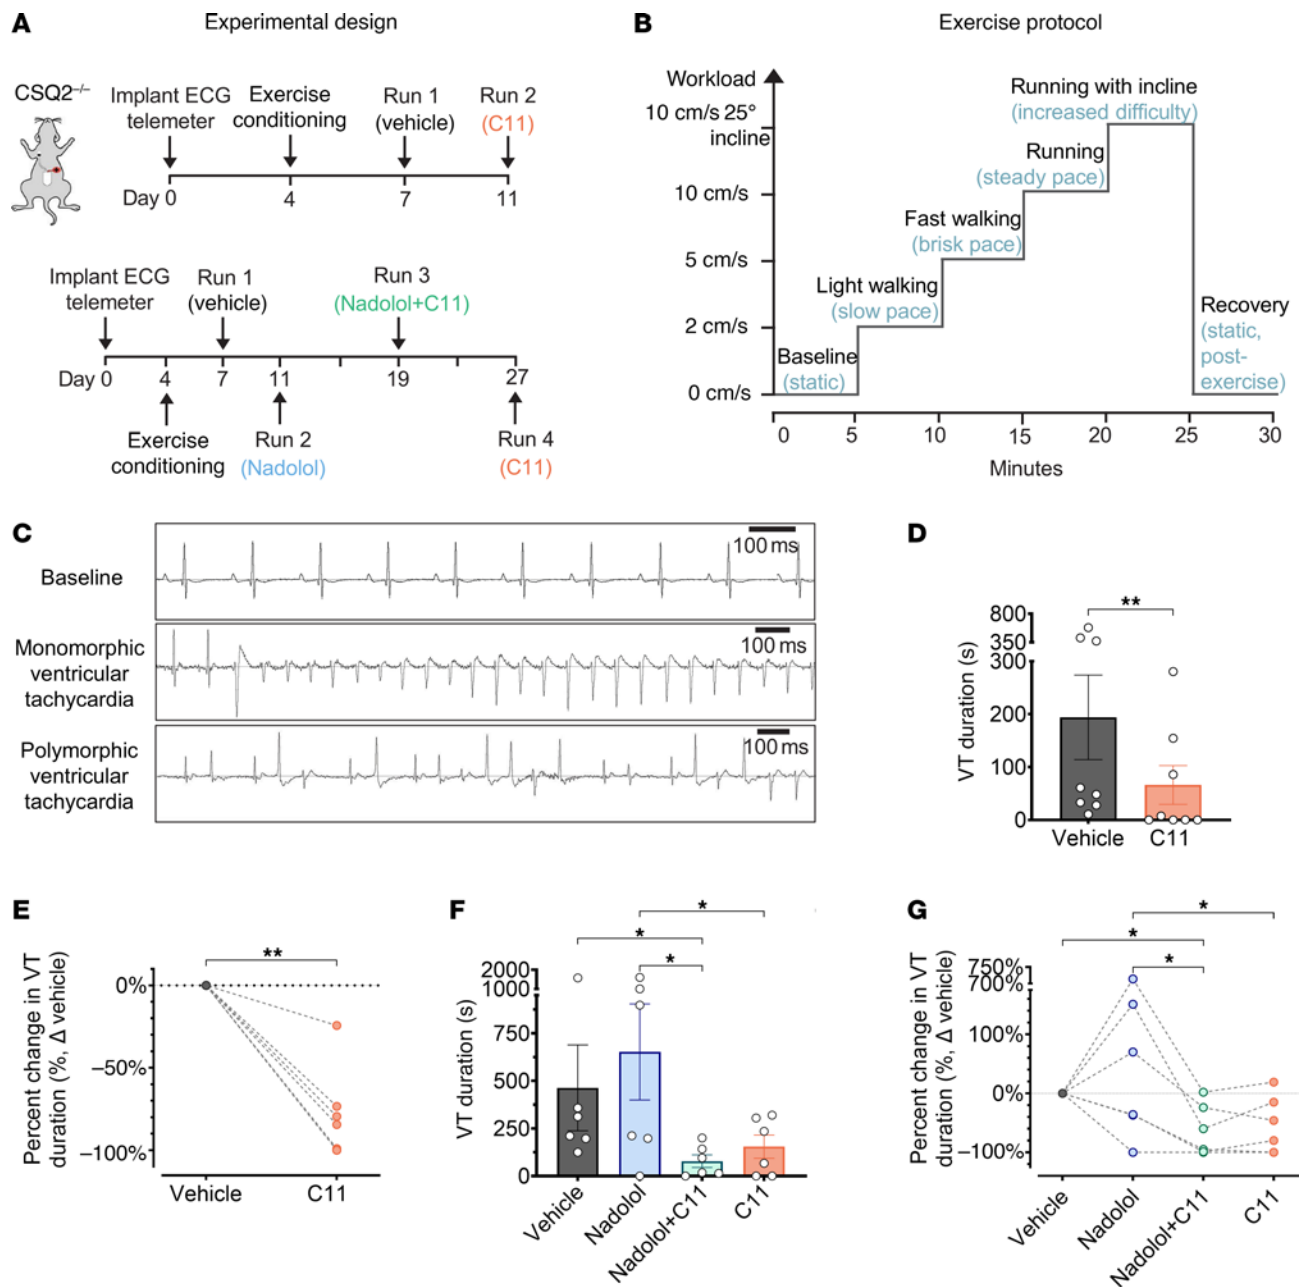 A
Experimental design
CSQ2–/–
Implant ECG
telemeter
Exercise
conditioning
Run 1
(vehicle)
Run 2
(C11)
Day 0
4
7
11
Implant ECG
telemeter
Run 1
(vehicle)
Run 3
(Nadolol+C11)
Day 0
4
7
11
19
27
Exercise
conditioning
Run 2
(Nadolol)
Run 4
(C11)
B
Exercise protocol
Workload
10 cm/s 25°
incline
10 cm/s
5 cm/s
2 cm/s
0 cm/s
Running with incline
(increased difficulty)
Running
(steady pace)
Fast walking
(brisk pace)
Light walking
(slow pace)
Baseline
(static)
Recovery
(static,
post-
exercise)
0 5 10 15 20 25 30
Minutes
C
Baseline
100 ms
Monomorphic
ventricular
tachycardia
100 ms
Polymorphic
ventricular
tachycardia
100 ms
D
**
VT duration (s)
800
350
300
200
100
0
Vehicle C11
E
**
Percent change in VT
duration (%, Δ vehicle)
0%
–50%
–100%
Vehicle C11
F
*
*
*
VT duration (s)
2000
1000
750
500
250
0
Vehicle
Nadolol
Nadolol+C11
C11
G
*
*
*
Percent change in VT
duration (%, Δ vehicle)
750%
700%
100%
0%
–100%
Vehicle
Nadolol
Nadolol+C11
C11